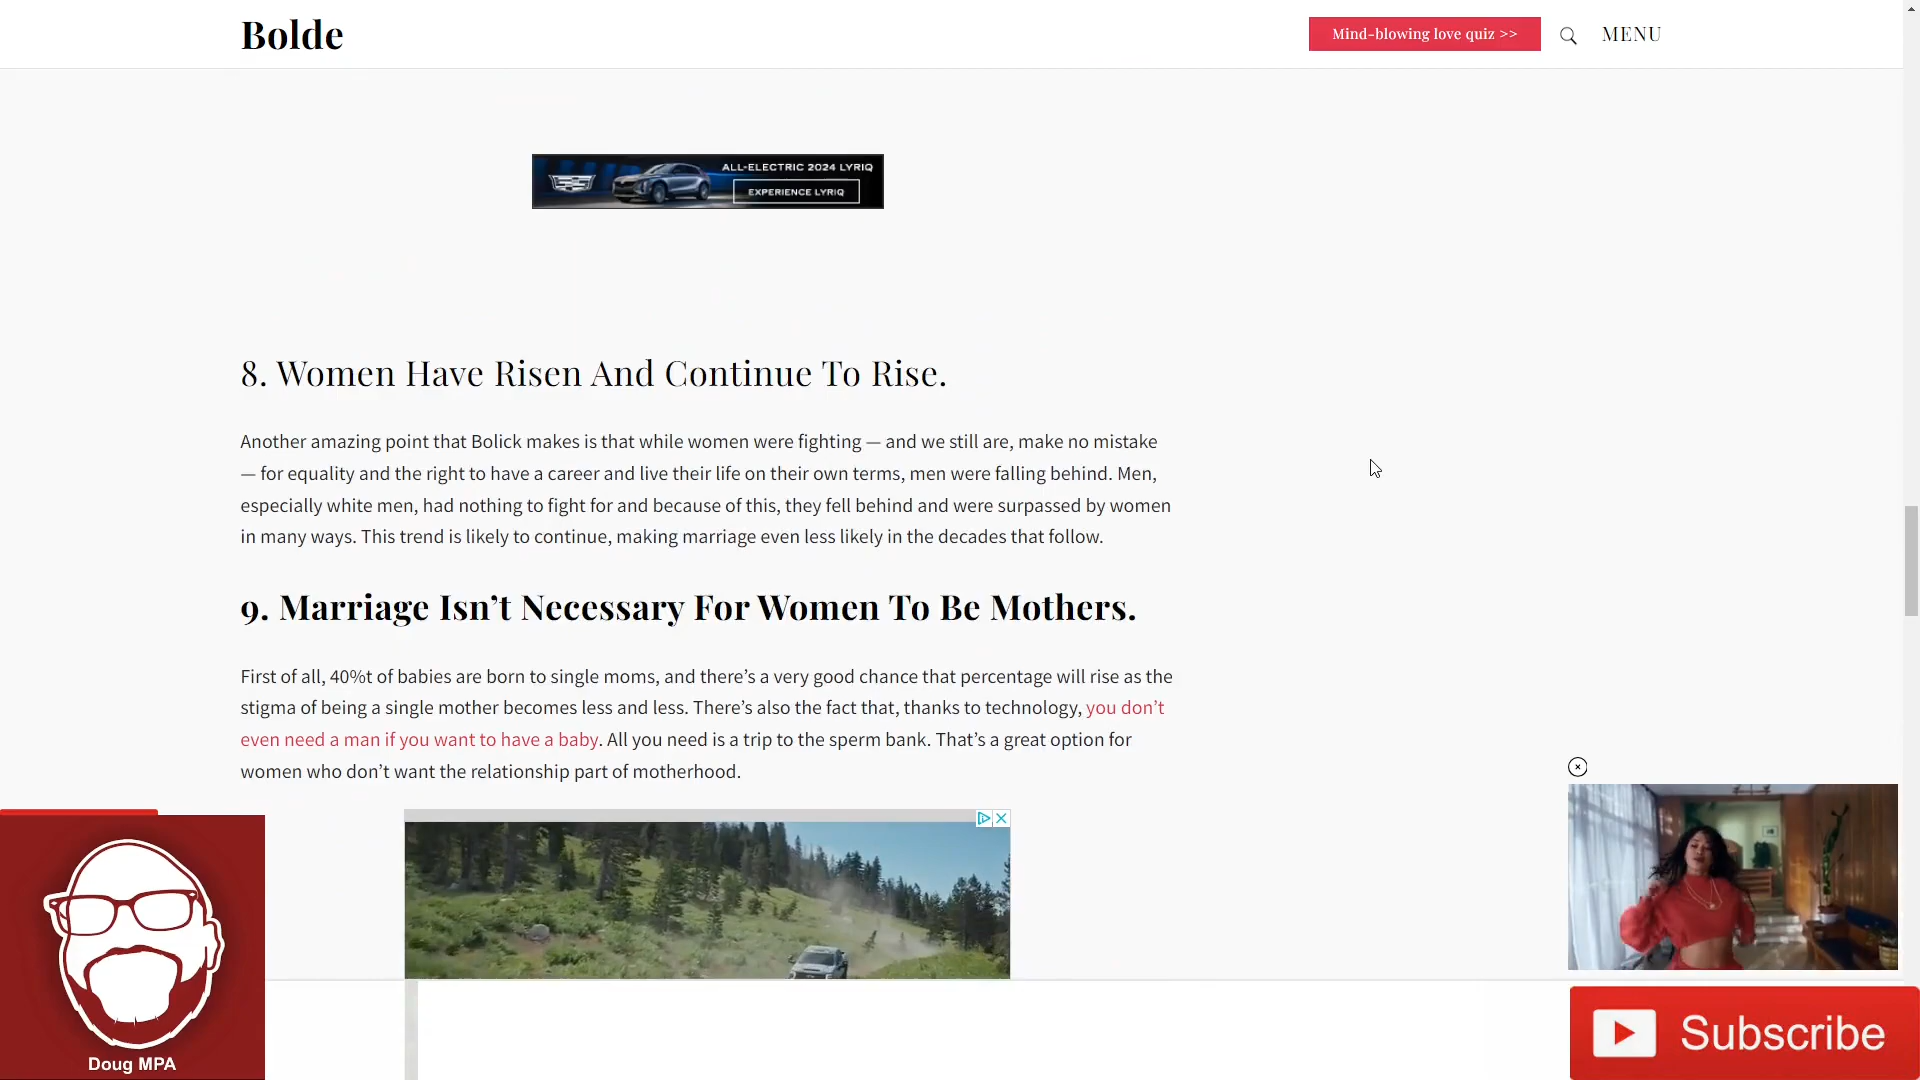 Bolde
Mind-blowing love quiz >>
MENU
ALL-ELECTRIC 2024 LYRIQ
EXPERIENCE LYRIQ
8. Women Have Risen And Continue To Rise.
Another amazing point that Bolick makes is that while women were fighting — and we still are, make no mistake
— for equality and the right to have a career and live their life on their own terms, men were falling behind. Men,
especially white men, had nothing to fight for and because of this, they fell behind and were surpassed by women
in many ways. This trend is likely to continue, making marriage even less likely in the decades that follow.
9. Marriage Isn’t Necessary For Women To Be Mothers.
First of all, 40%t of babies are born to single moms, and there’s a very good chance that percentage will rise as the
stigma of being a single mother becomes less and less. There’s also the fact that, thanks to technology, you don’t
even need a man if you want to have a baby. All you need is a trip to the sperm bank. That’s a great option for
women who don’t want the relationship part of motherhood.
Doug MPA
Subscribe